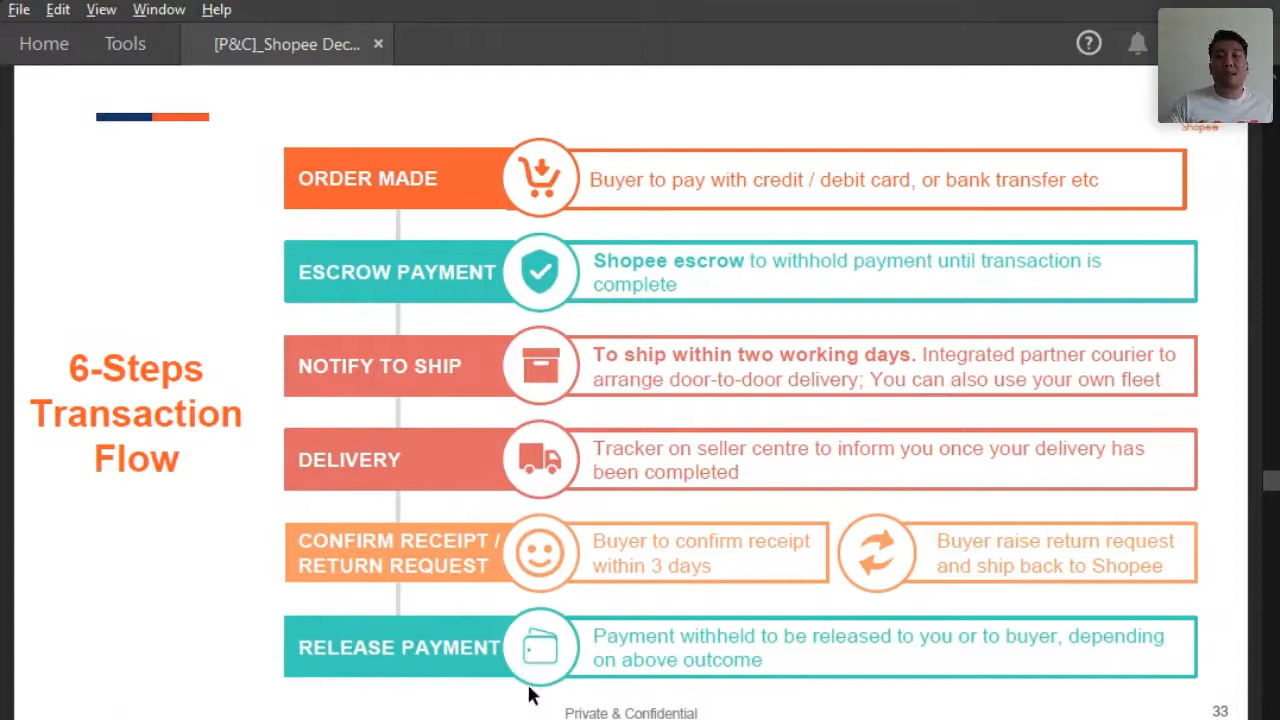 File Edit View Window Help
Home Tools [P&C]_Shopee Dec... ×
Shopee
6-Steps
Transaction
Flow
ORDER MADE
Buyer to pay with credit / debit card, or bank transfer etc
ESCROW PAYMENT
Shopee escrow to withhold payment until transaction is
complete
NOTIFY TO SHIP
To ship within two working days. Integrated partner courier to
arrange door-to-door delivery; You can also use your own fleet
DELIVERY
Tracker on seller centre to inform you once your delivery has
been completed
CONFIRM RECEIPT /
RETURN REQUEST
Buyer to confirm receipt
within 3 days
Buyer raise return request
and ship back to Shopee
RELEASE PAYMENT
Payment withheld to be released to you or to buyer, depending
on above outcome
Private & Confidential
33